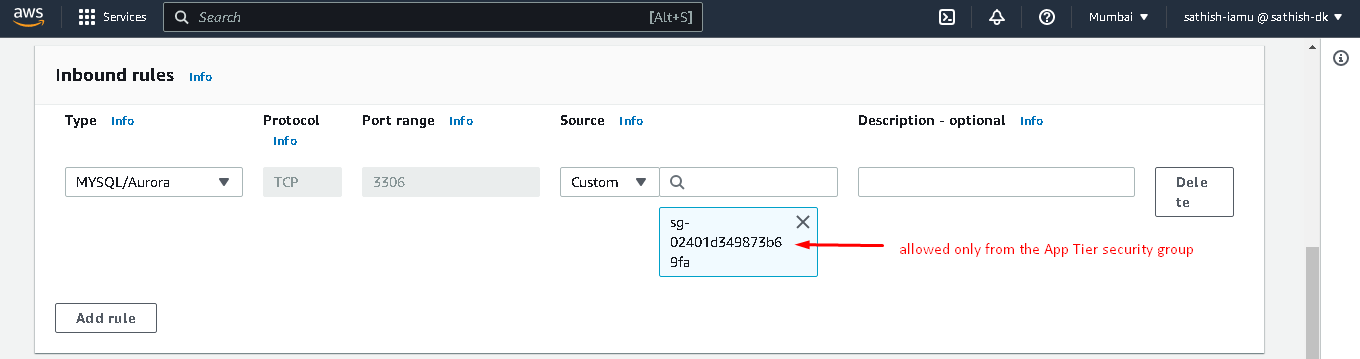 aws Services Search [Alt+S] Mumbai sathish-iamu @ sathish-dk
Inbound rules Info
Type Info Protocol Info Port range Info Source Info Description - optional Info
MYSQL/Aurora TCP 3306 Custom Delete
sg-
02401d349873b6
9fa
allowed only from the App Tier security group
Add rule